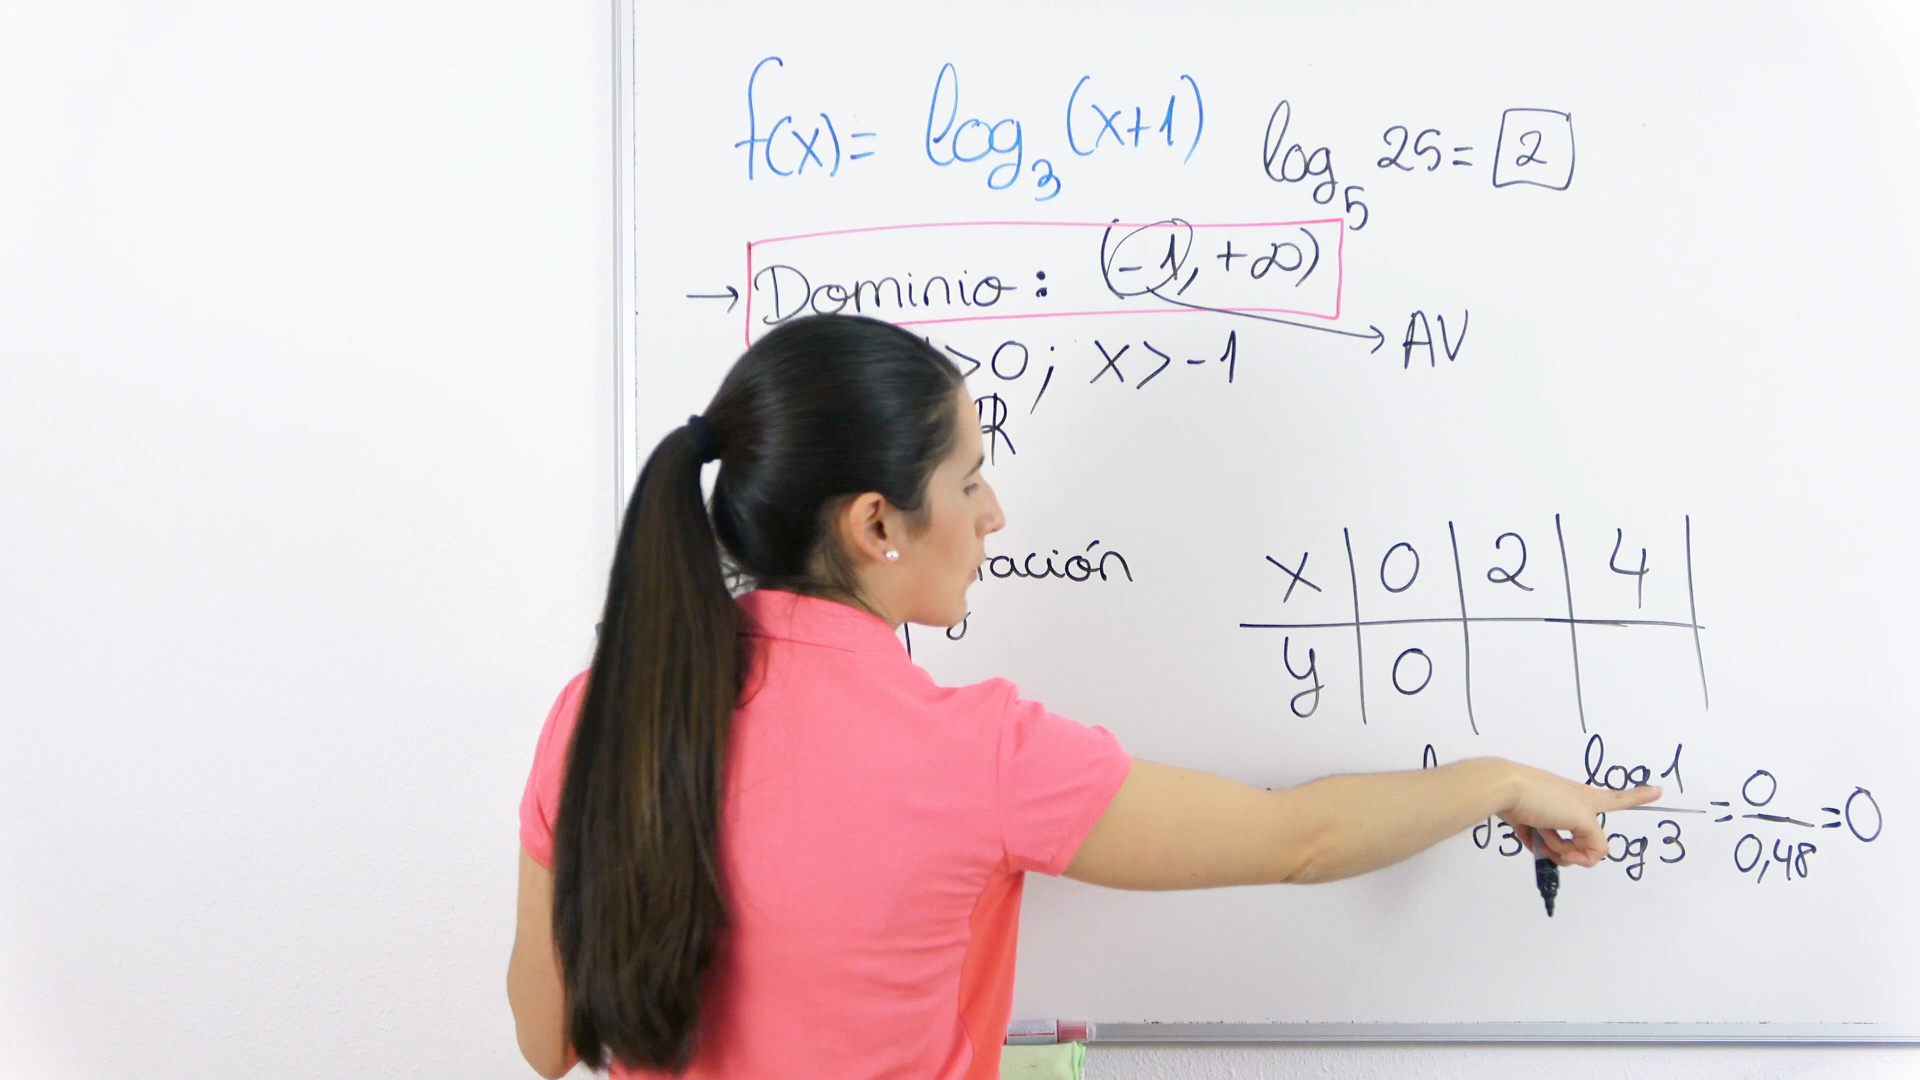 f(x)= log₃(x+1)
log₅ 25= 2
→ Dominio: (-1, +∞)
AV
>0; x>-1
ℝ
ración
x | 0 | 2 | 4 |
y | 0
log 1 / log 3 = 0 / 0,48 = 0